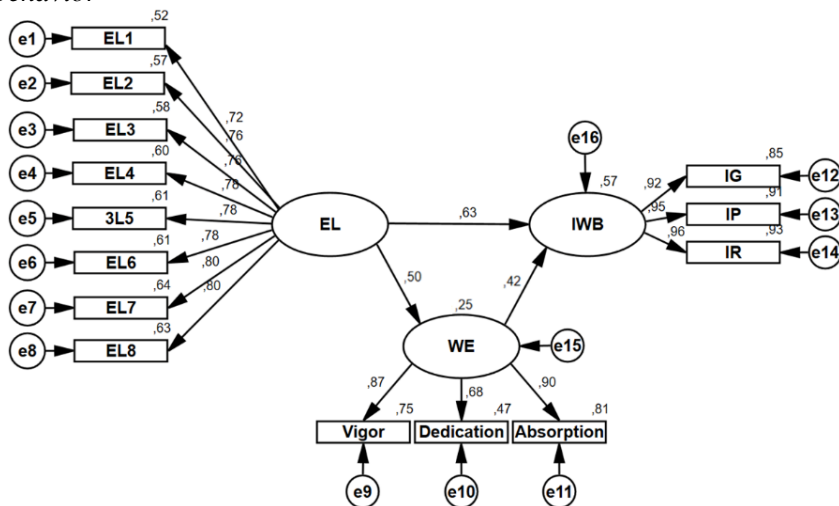 ,52
e1
EL1
,57
e2
EL2
,72
,58
,76
e3
EL3
e16
,60
,76
,85
e4
EL4
,78
,57
,92
IG
e12
,61
,91
e5
3L5
,78
EL
,63
IWB
,95
IP
e13
,61
,78
,96
,93
e6
EL6
,80
IR
e14
,64
,80
,50
,42
e7
EL7
,25
,63
e8
EL8
WE
e15
,87
,68
,90
,75
,47
,81
Vigor
Dedication
Absorption
e9
e10
e11